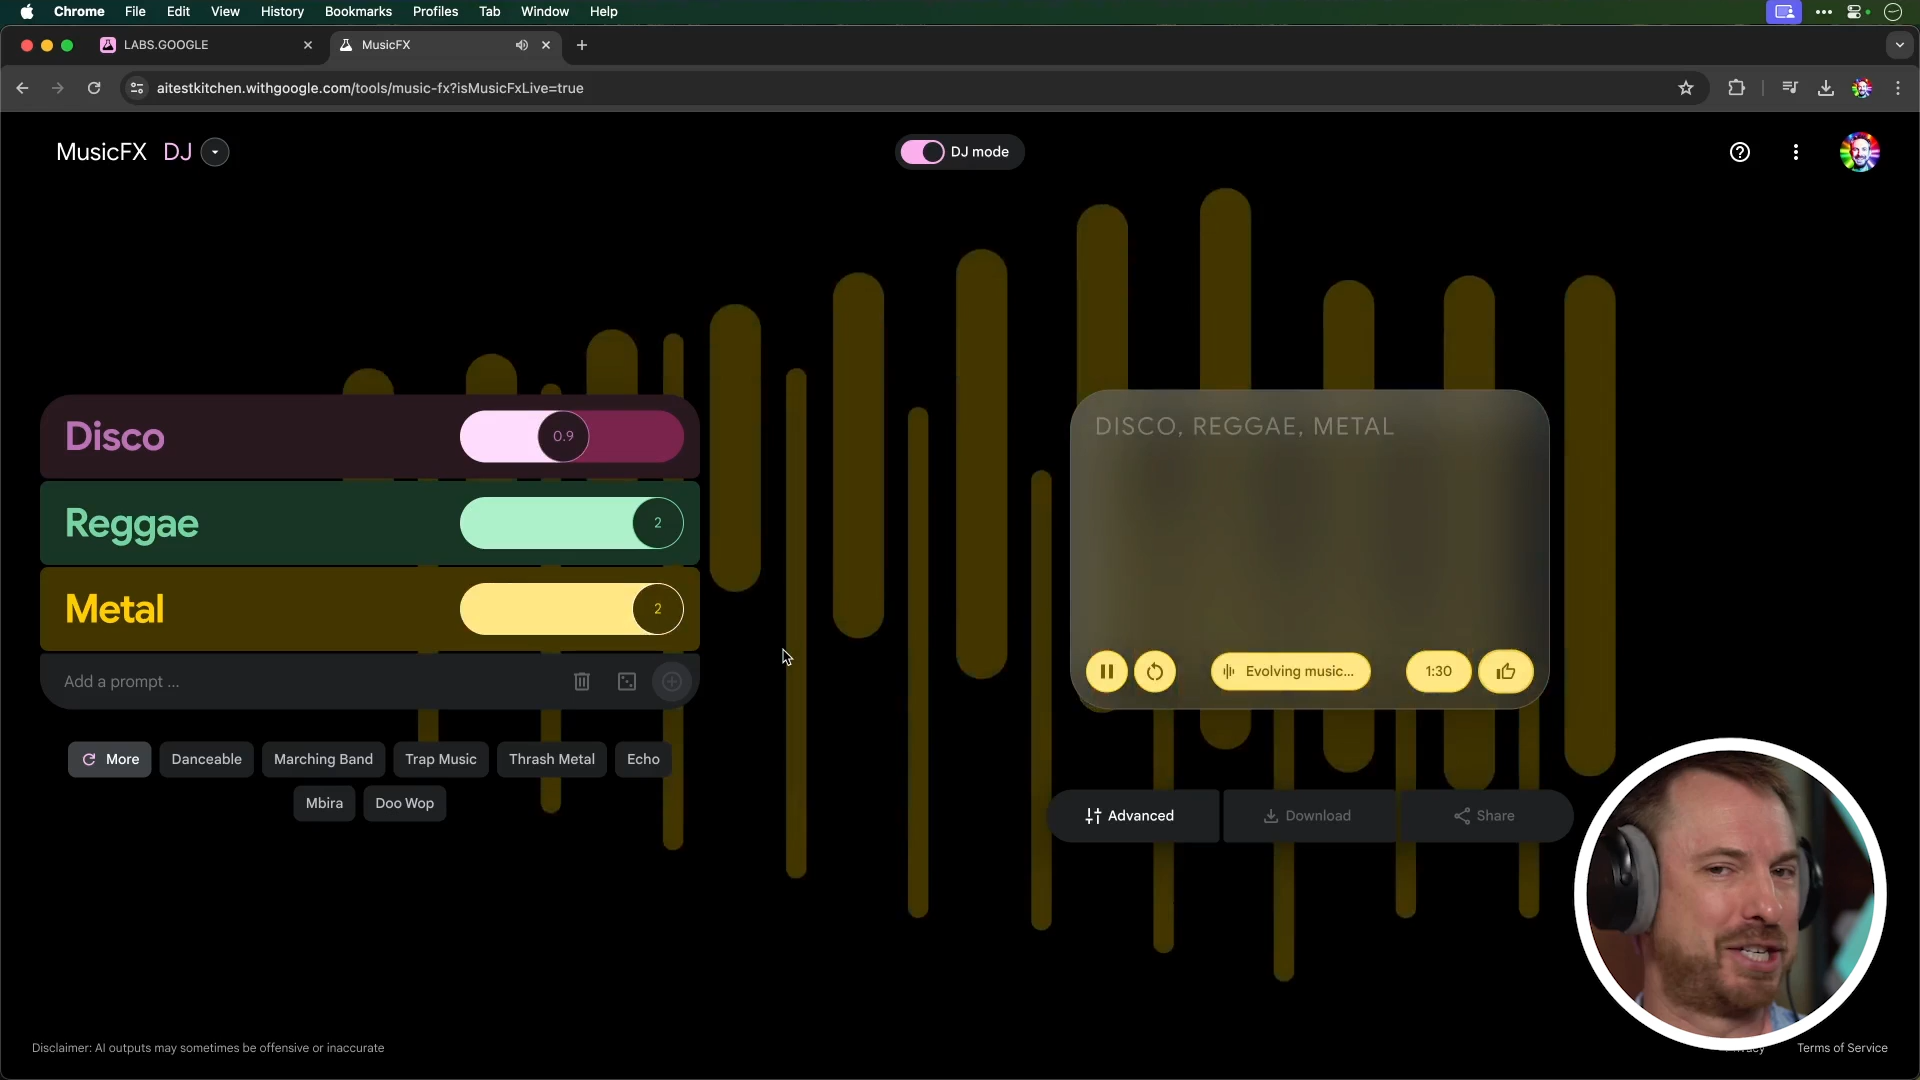 Chrome File Edit View History Bookmarks Profiles Tab Window Help
LABS.GOOGLE MusicFX
aitestkitchen.withgoogle.com/tools/music-fx?isMusicFxLive=true
MusicFX DJ
DJ mode
Disco 0.9
Reggae 2
Metal 2
Add a prompt ...
More Danceable Marching Band Trap Music Thrash Metal Echo
Mbira Doo Wop
DISCO, REGGAE, METAL
Evolving music... 1:30
Advanced Download Share
Disclaimer: AI outputs may sometimes be offensive or inaccurate
Terms of Service